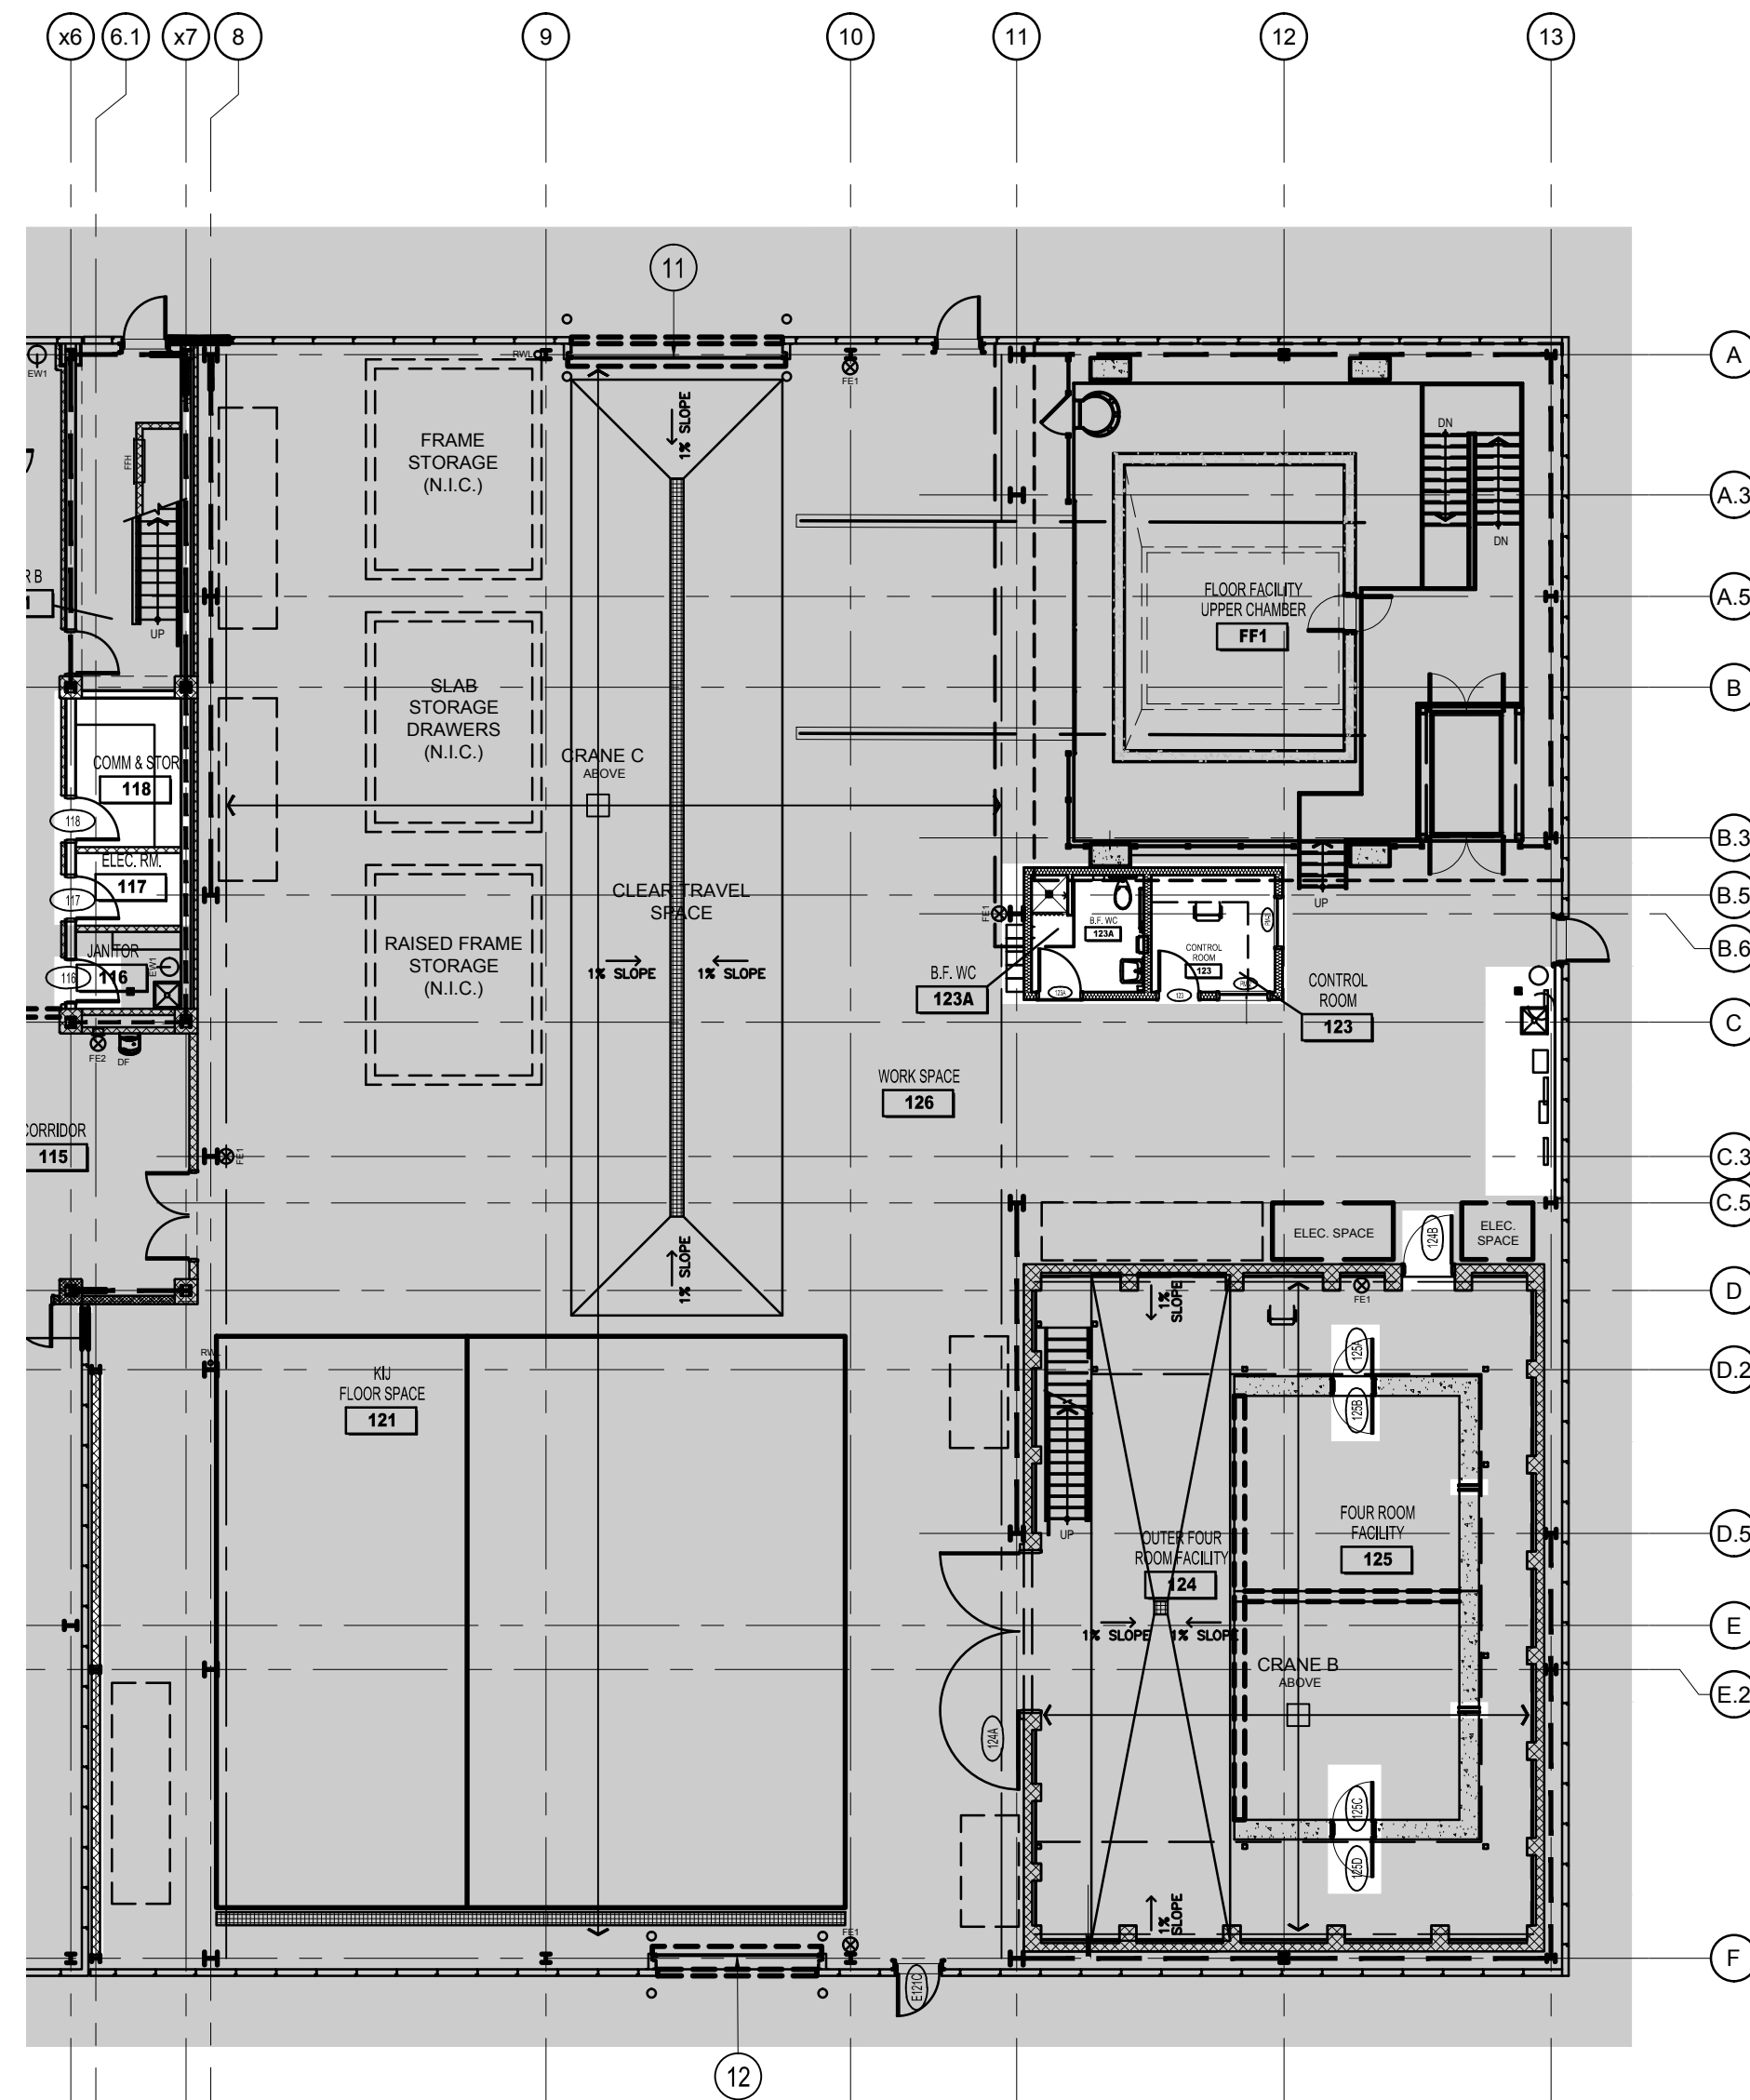 x6
6.1
x7
8
9
10
11
12
13
11
A
A.3
A.5
B
B.3
B.5
B.6
C
C.3
C.5
D
D.2
D.5
E
E.2
F
EW1
RWL
FE1
FFH
1% SLOPE
FRAME
STORAGE
(N.I.C.)
DN
DN
UP
FLOOR FACILITY
UPPER CHAMBER
FF1
SLAB
STORAGE
DRAWERS
(N.I.C.)
CRANE C
ABOVE
COMM & STOR
118
118
ELEC. RM.
117
117
JANITOR
116
116
EW1
FE2
DF
CLEAR TRAVEL
SPACE
RAISED FRAME
STORAGE
(N.I.C.)
1% SLOPE
1% SLOPE
FE1
B.F. WC
123A
CONTROL
ROOM
123
123A
123
UP
B.F. WC
123A
CONTROL
ROOM
123
WORK SPACE
126
CORRIDOR
115
FE1
1% SLOPE
ELEC. SPACE
124B
ELEC.
SPACE
1%
SLOPE
FE1
KIJ
FLOOR SPACE
121
125A
125B
UP
OUTER FOUR
ROOM FACILITY
124
FOUR ROOM
FACILITY
125
1% SLOPE
1% SLOPE
CRANE B
ABOVE
124A
125C
125D
1%
SLOPE
FE1
E121C
12